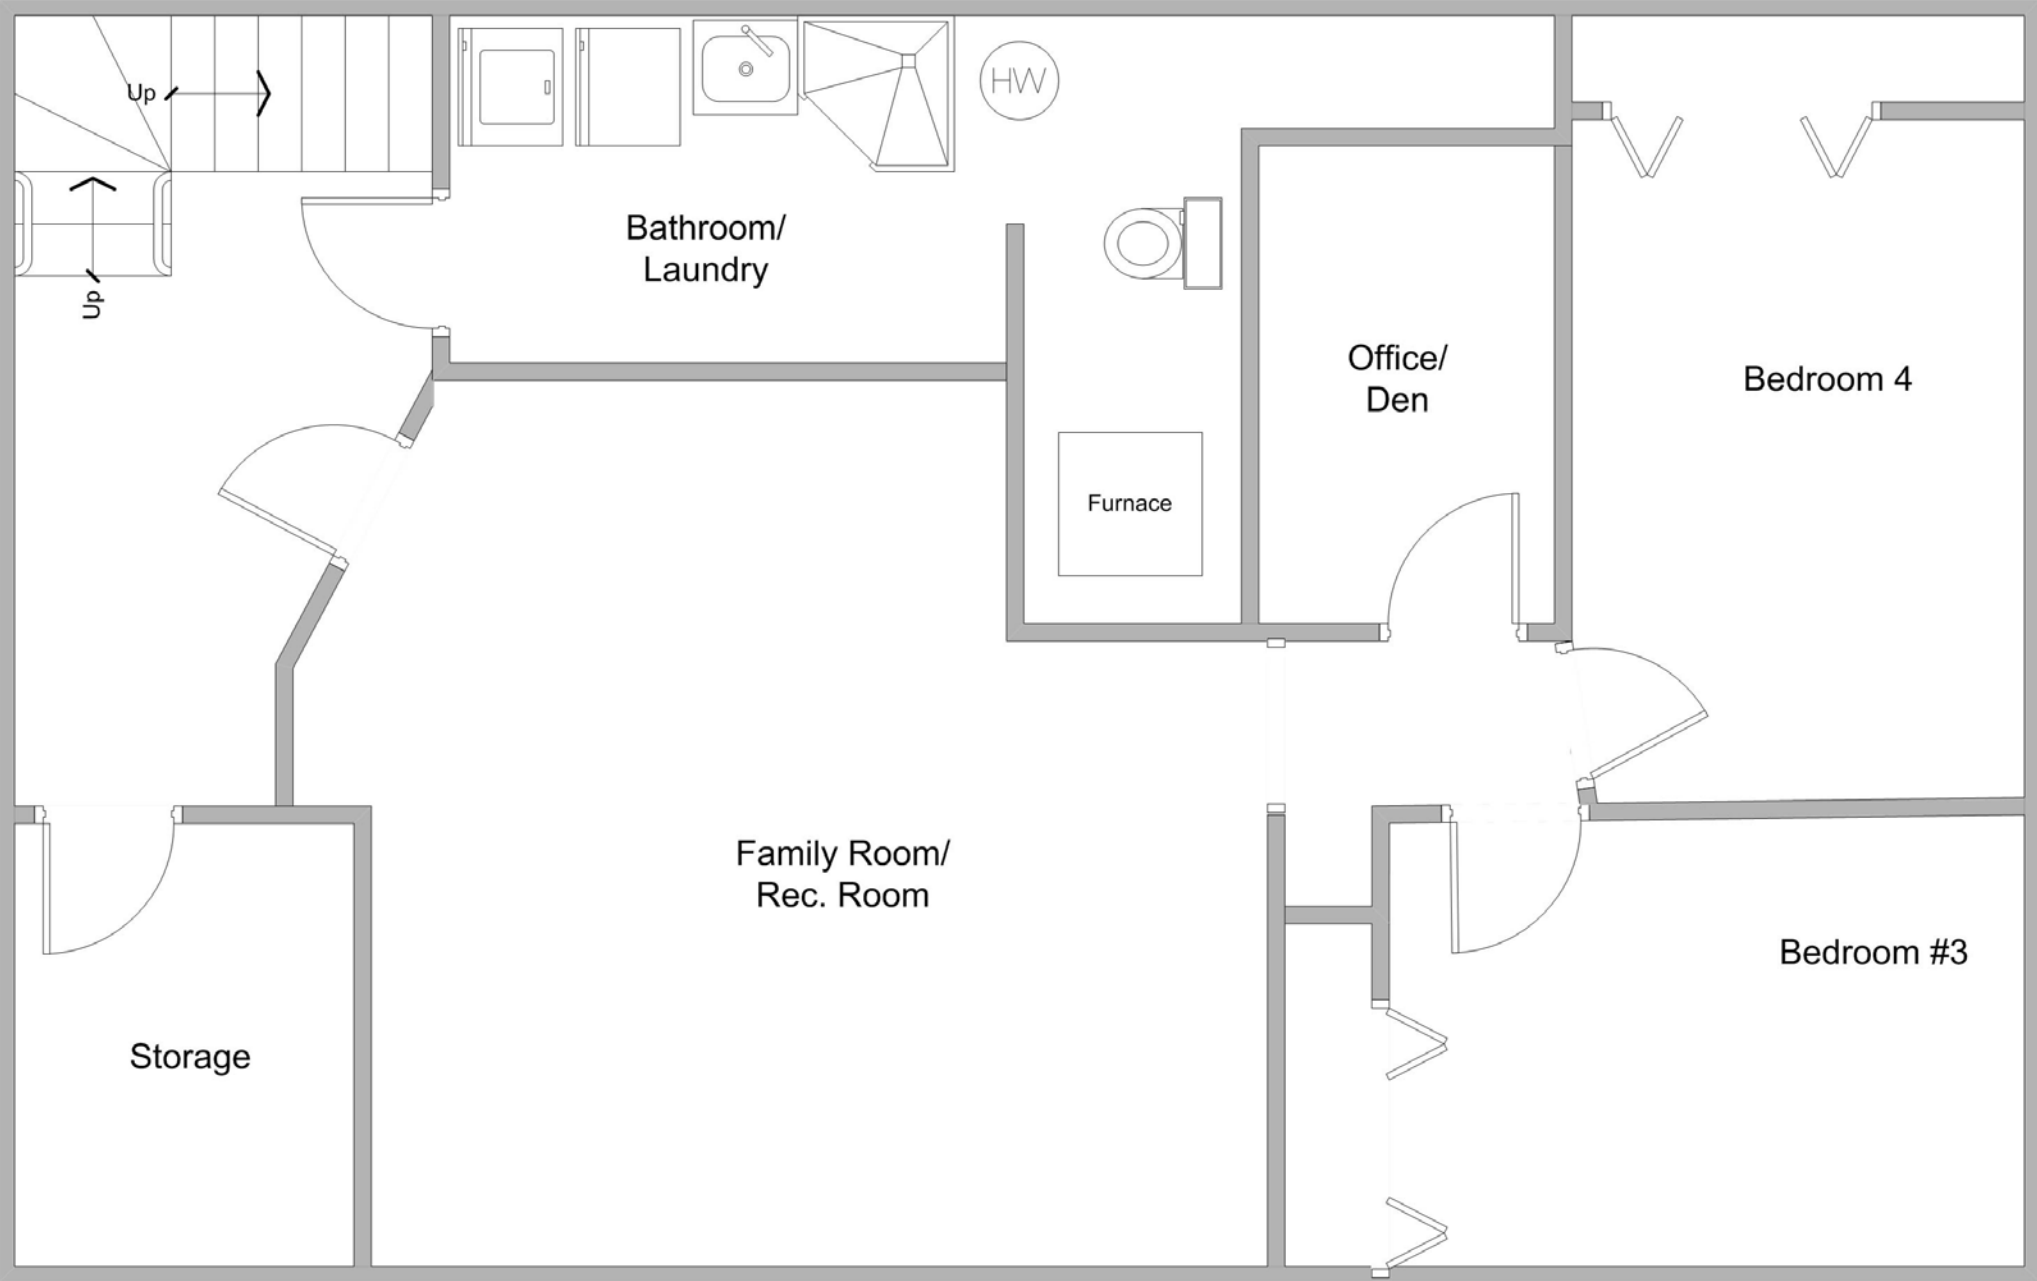 Up
Up
HW
Bathroom/
Laundry
Office/
Den
Bedroom 4
Furnace
Family Room/
Rec. Room
Bedroom #3
Storage